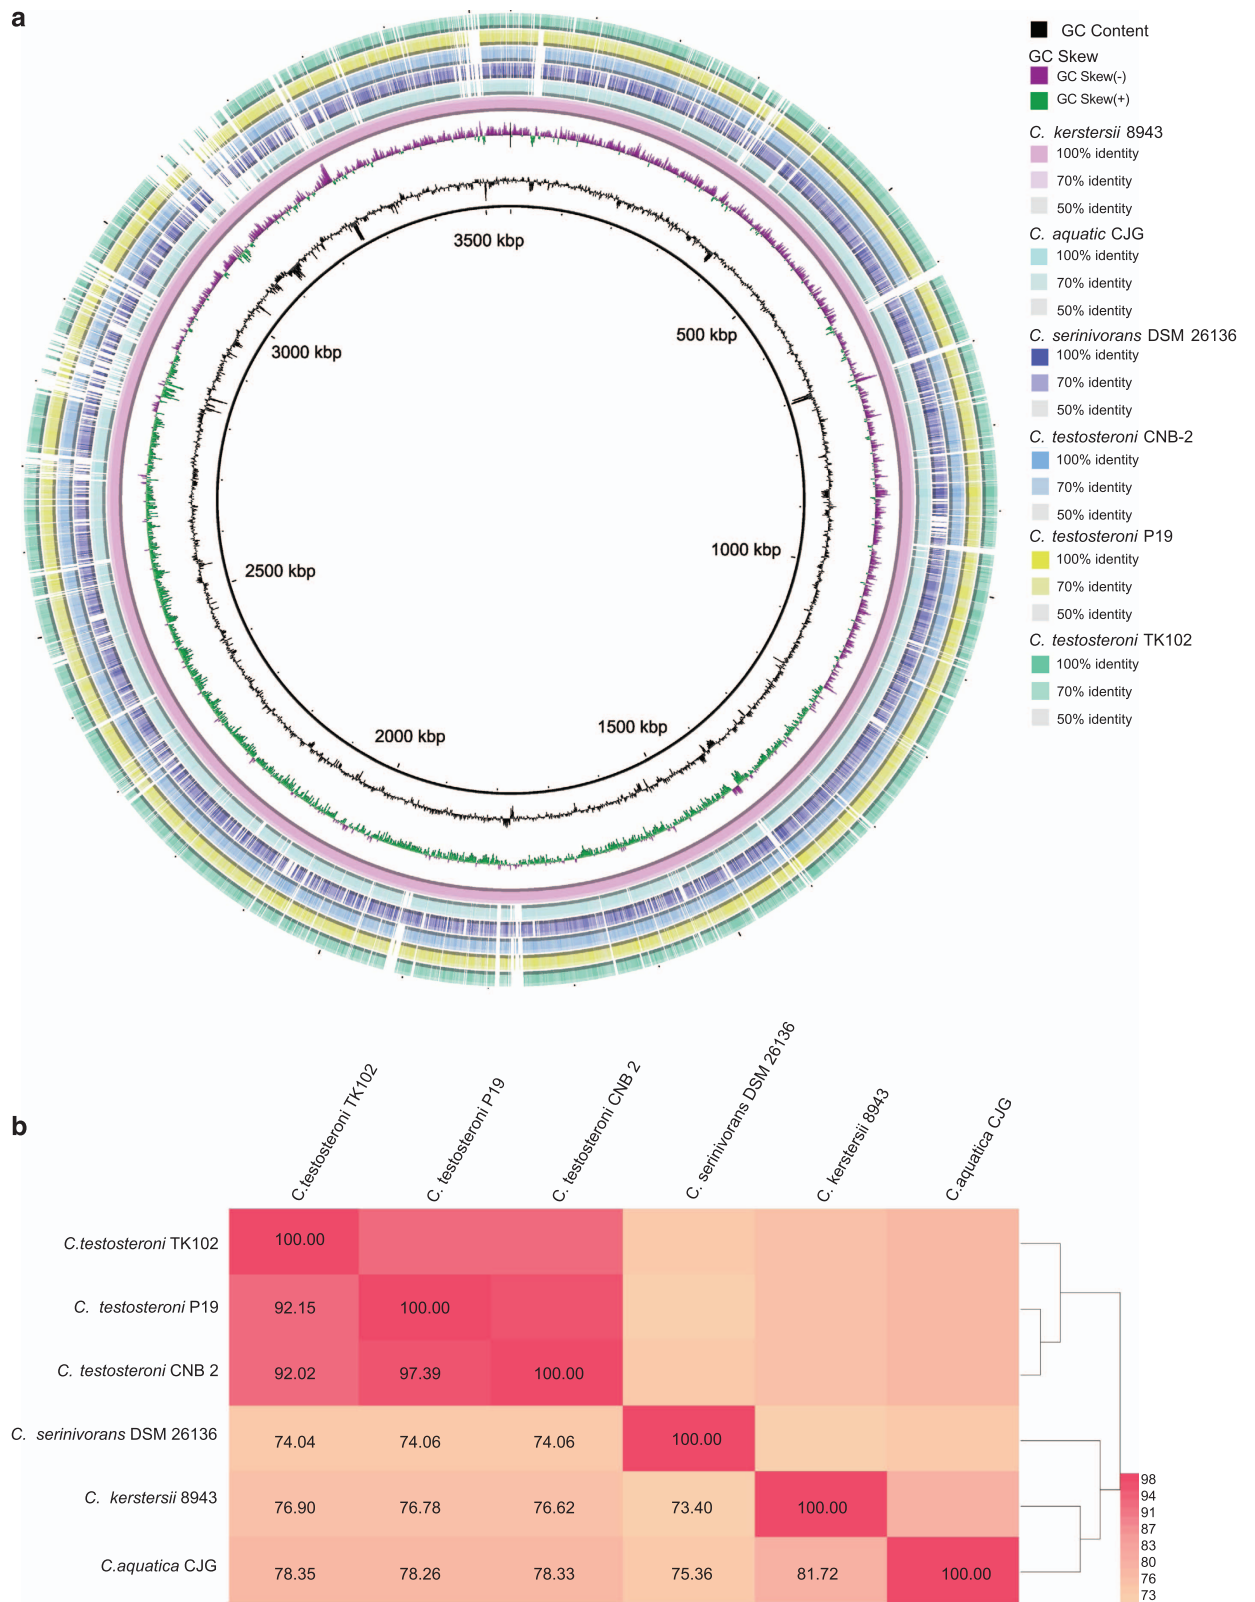 a
GC Content
GC Skew
GC Skew(-)
GC Skew(+)
C. kerstersii 8943
100% identity
70% identity
50% identity
C. aquatic CJG
100% identity
70% identity
50% identity
C. serinivorans DSM 26136
100% identity
70% identity
50% identity
C. testosteroni CNB-2
100% identity
70% identity
50% identity
C. testosteroni P19
100% identity
70% identity
50% identity
C. testosteroni TK102
100% identity
70% identity
50% identity
3500 kbp
500 kbp
3000 kbp
1000 kbp
2500 kbp
1500 kbp
2000 kbp
b
C.testosteroni TK102
C. testosteroni P19
C. testosteroni CNB 2
C. serinivorans DSM 26136
C. kerstersii 8943
C.aquatica CJG
C.testosteroni TK102 100.00
C. testosteroni P19 92.15 100.00
C. testosteroni CNB 2 92.02 97.39 100.00
C. serinivorans DSM 26136 74.04 74.06 74.06 100.00
C. kerstersii 8943 76.90 76.78 76.62 73.40 100.00
C.aquatica CJG 78.35 78.26 78.33 75.36 81.72 100.00
98
94
91
87
83
80
76
73